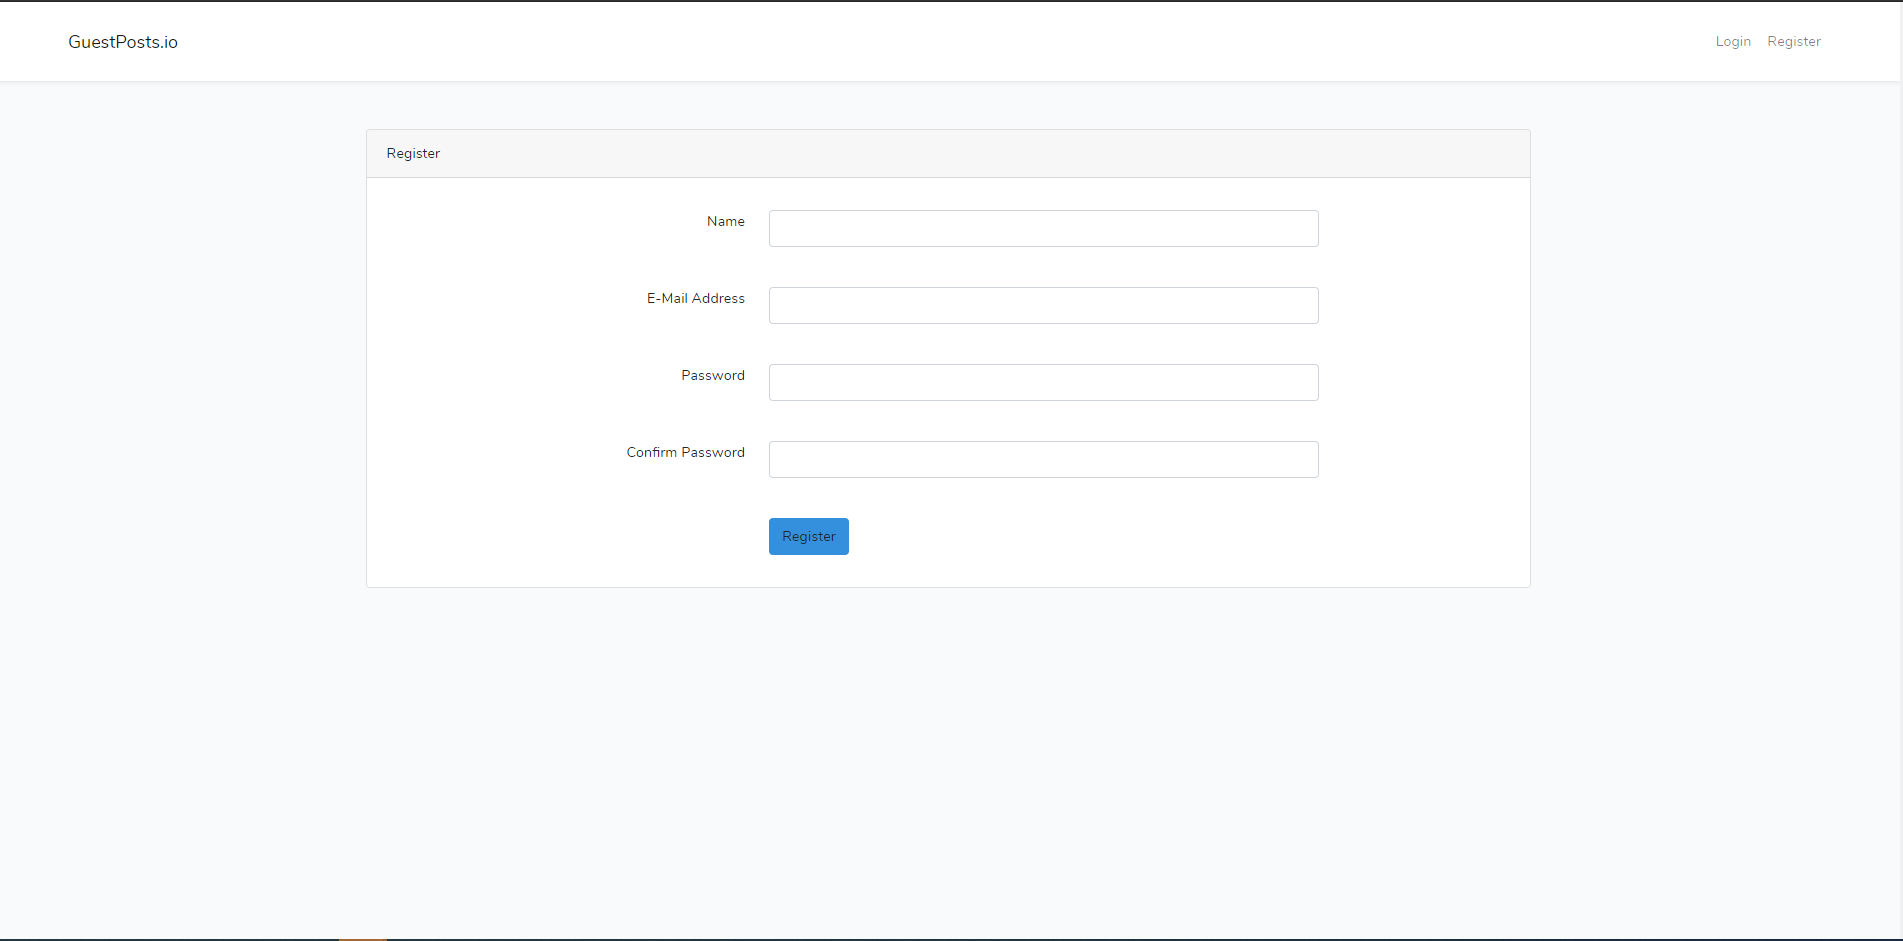 GuestPosts.io
Login Register
Register
Name
E-Mail Address
Password
Confirm Password
Register